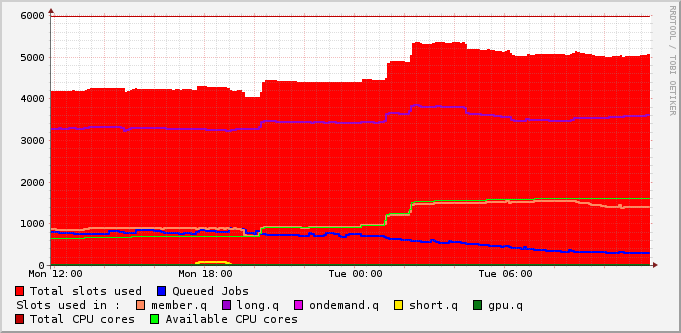 6000
5000
4000
3000
2000
1000
0
Mon 12:00 Mon 18:00 Tue 00:00 Tue 06:00
Total slots used Queued Jobs
Slots used in : member.q long.q ondemand.q short.q gpu.q
Total CPU cores Available CPU cores
RRDTOOL / TOBI OETIKER